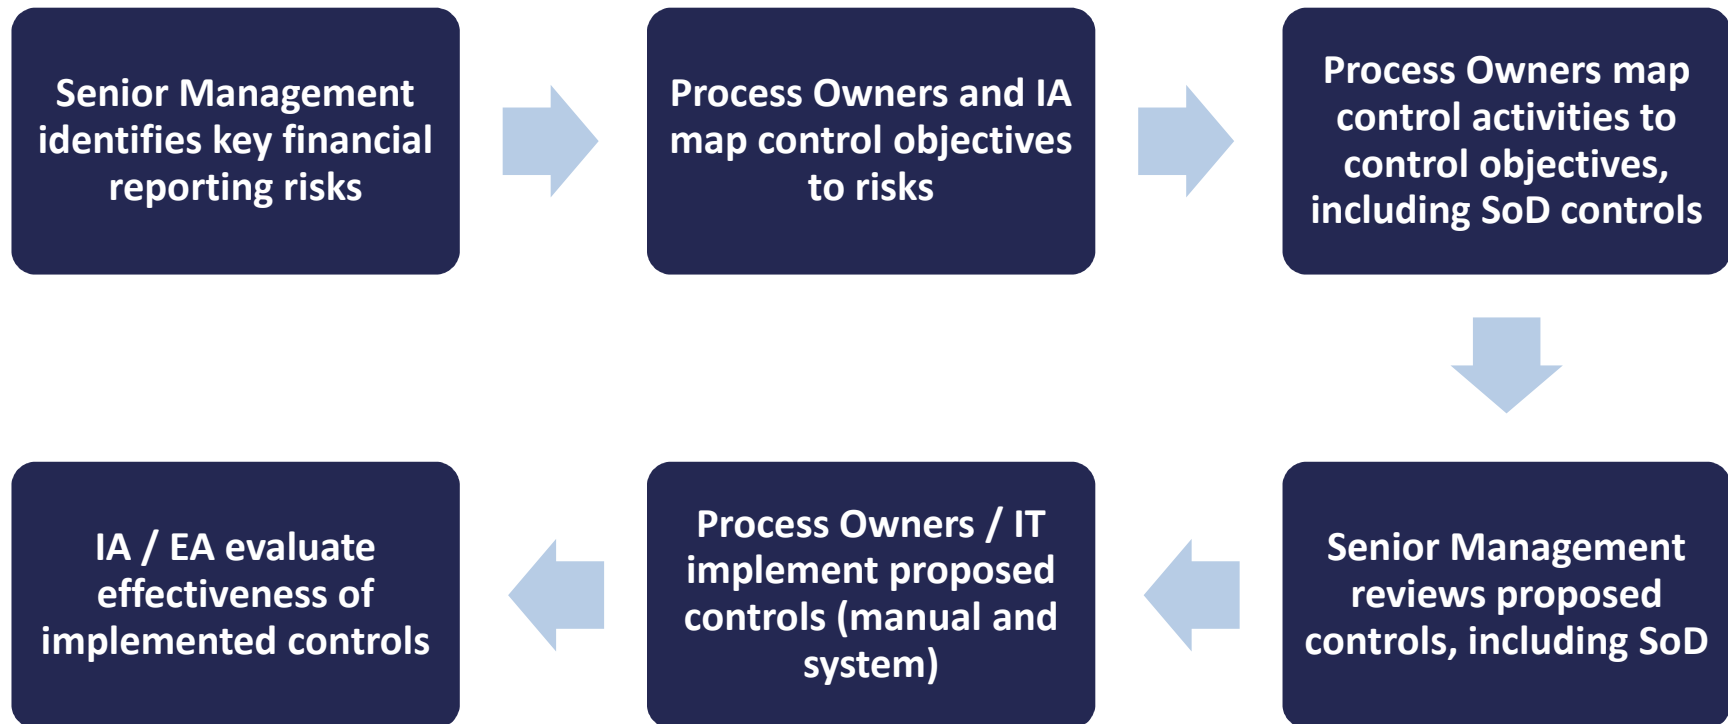 Senior Management
identifies key financial
reporting risks
Process Owners and IA
map control objectives
to risks
Process Owners map
control activities to
control objectives,
including SoD controls
Senior Management
reviews proposed
controls, including SoD
Process Owners / IT
implement proposed
controls (manual and
system)
IA / EA evaluate
effectiveness of
implemented controls